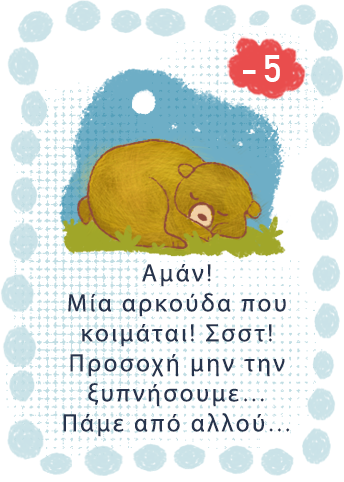 - 5
Αμάν!
Μία αρκούδα που
κοιμάται! Σσστ!
Προσοχή μην την
ξυπνήσουμε...
Πάμε από αλλού...